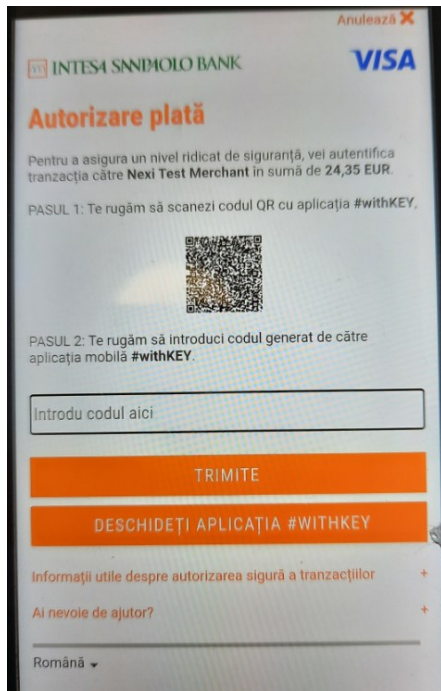 Anulează
INTESA SANPAOLO BANK
VISA
Autorizare plată
Pentru a asigura un nivel ridicat de siguranță, vei autentifica
tranzacția către Nexi Test Merchant în sumă de 24,35 EUR.
PASUL 1: Te rugăm să scanezi codul QR cu aplicația #withKEY.
PASUL 2: Te rugăm să introduci codul generat de către
aplicația mobilă #withKEY.
Introdu codul aici
TRIMITE
DESCHIDEȚI APLICAȚIA #WITHKEY
Informații utile despre autorizarea sigură a tranzacțiilor +
Ai nevoie de ajutor? +
Română